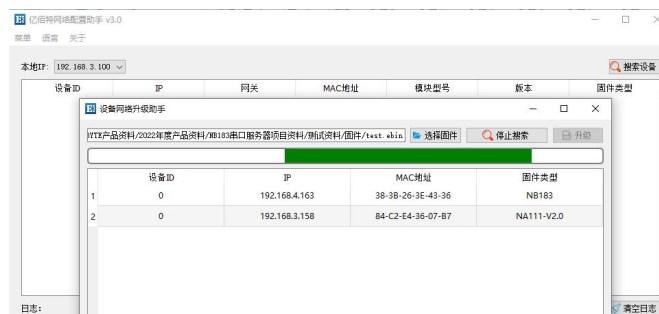 亿佰特网络配置助手 v3.0
菜单 语言 关于
本地IP: 192.168.3.100 搜索设备
设备ID IP 网关 MAC地址 模块型号 版本 固件类型
设备网络升级助手
YTE产品资料/2022年度产品资料/NB183串口服务器项目资料/测试资料/固件/test.ebin 选择固件 停止搜索 升级
设备ID IP MAC地址 固件类型
1 0 192.168.4.163 38-3B-26-3E-43-36 NB183
2 0 192.168.3.158 84-C2-E4-36-07-B7 NA111-V2.0
日志: 清空日志